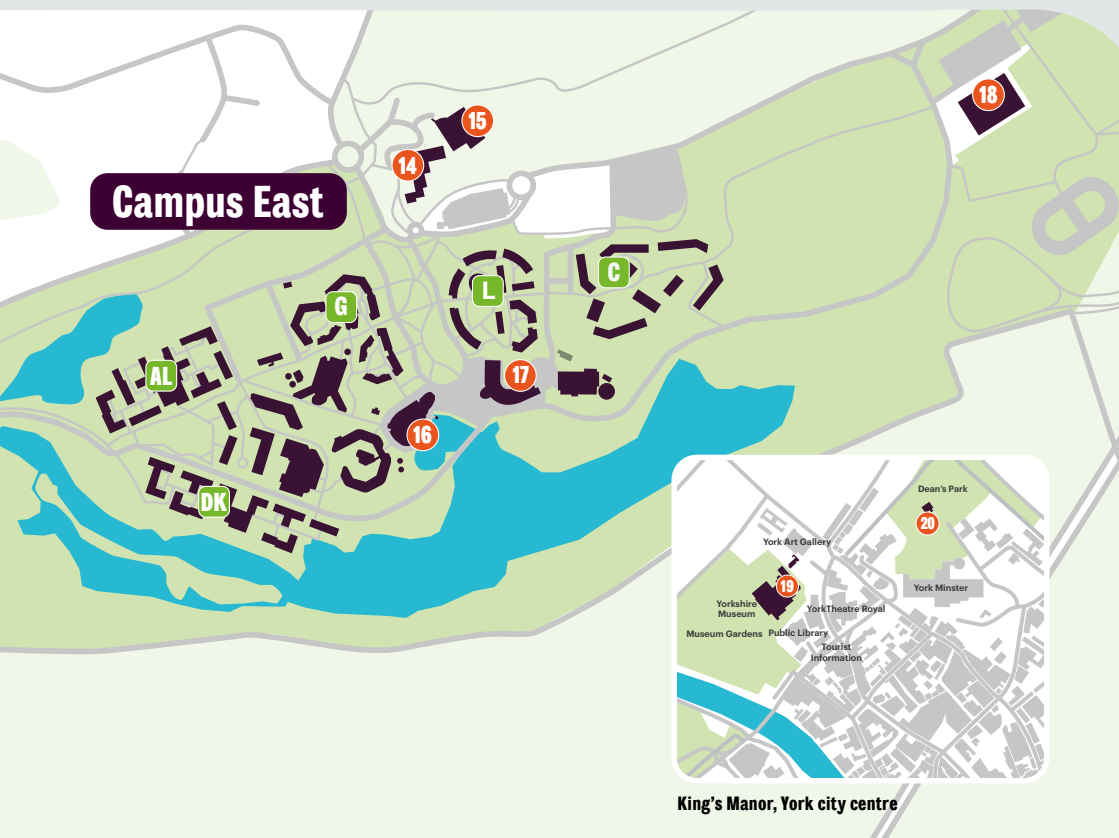 18
15
14
Campus East
C
L
G
17
AL
16
DK
Dean's Park
20
York Art Gallery
19
York Minster
Yorkshire
Museum
YorkTheatre Royal
Museum Gardens
Public Library
Tourist
Information
King's Manor, York city centre